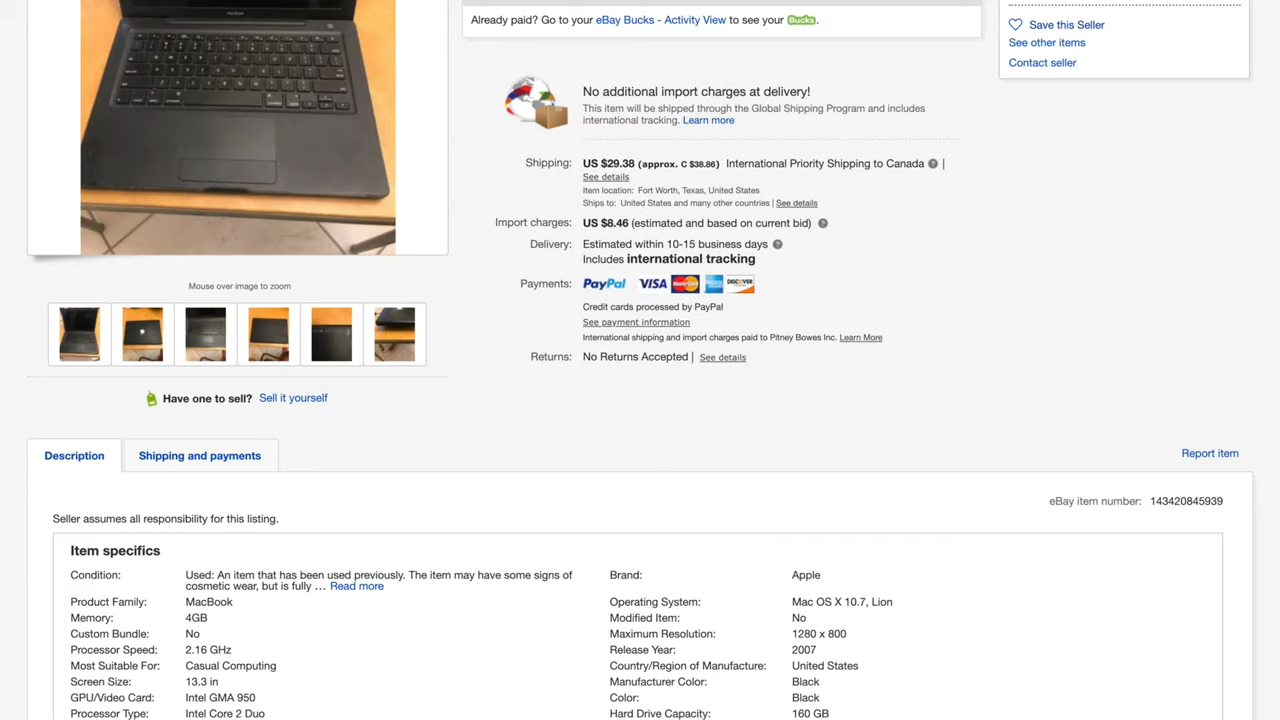 MacBook
Already paid? Go to your eBay Bucks - Activity View to see your Bucks.
Save this Seller
See other items
Contact seller
No additional import charges at delivery!
This item will be shipped through the Global Shipping Program and includes
international tracking. Learn more
Shipping: US $29.38 (approx. C $38.86) International Priority Shipping to Canada ? |
See details
Item location: Fort Worth, Texas, United States
Ships to: United States and many other countries | See details
Import charges: US $8.46 (estimated and based on current bid) ?
Delivery: Estimated within 10-15 business days ?
Includes international tracking
Payments: PayPal VISA MasterCard AMERICAN EXPRESS DISCOVER
Credit cards processed by PayPal
See payment information
International shipping and import charges paid to Pitney Bowes Inc. Learn More
Returns: No Returns Accepted | See details
Mouse over image to zoom
Have one to sell? Sell it yourself
Description
Shipping and payments
Report item
eBay item number: 143420845939
Seller assumes all responsibility for this listing.
Item specifics
Condition: Used: An item that has been used previously. The item may have some signs of
cosmetic wear, but is fully ... Read more
Brand: Apple
Product Family: MacBook
Operating System: Mac OS X 10.7, Lion
Memory: 4GB
Modified Item: No
Custom Bundle: No
Maximum Resolution: 1280 x 800
Processor Speed: 2.16 GHz
Release Year: 2007
Most Suitable For: Casual Computing
Country/Region of Manufacture: United States
Screen Size: 13.3 in
Manufacturer Color: Black
GPU/Video Card: Intel GMA 950
Color: Black
Processor Type: Intel Core 2 Duo
Hard Drive Capacity: 160 GB